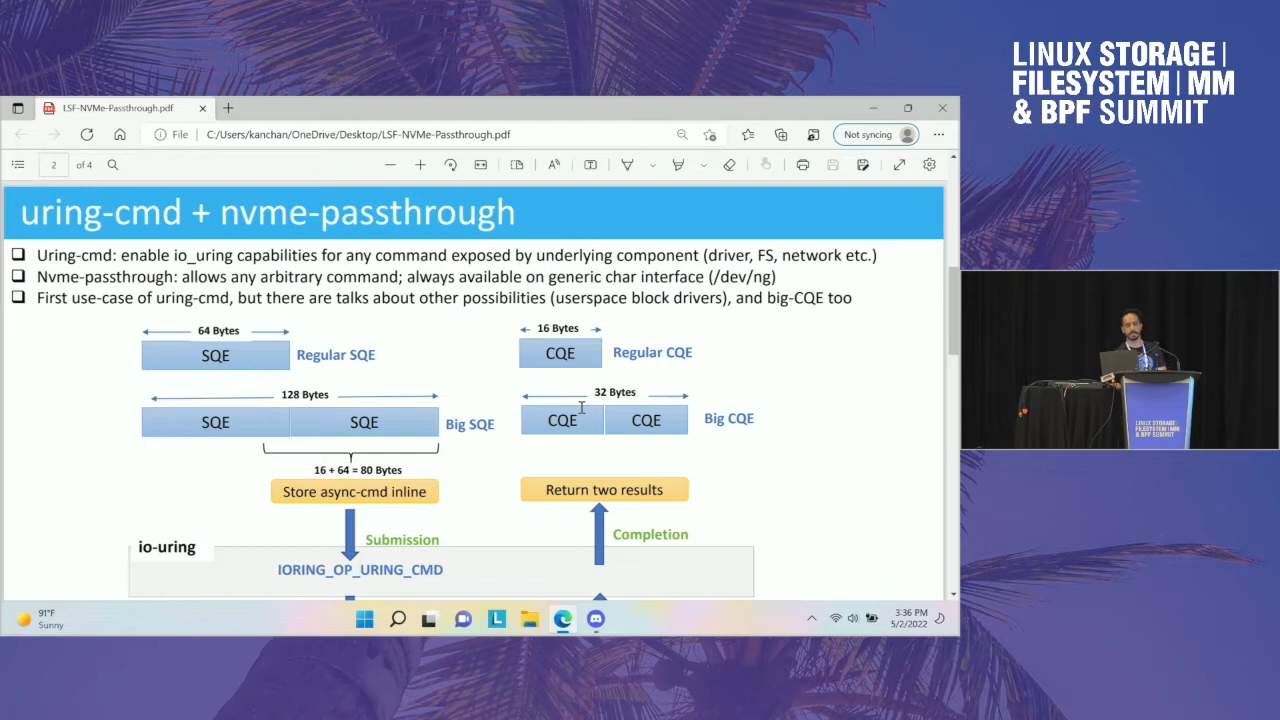 LINUX STORAGE |
FILESYSTEM | MM
& BPF SUMMIT
LSF-NVMe-Passthrough.pdf
File
C:/Users/kanchan/OneDrive/Desktop/LSF-NVMe-Passthrough.pdf
Not syncing
2 of 4
uring-cmd + nvme-passthrough
Uring-cmd: enable io_uring capabilities for any command exposed by underlying component (driver, FS, network etc.)
Nvme-passthrough: allows any arbitrary command; always available on generic char interface (/dev/ng)
First use-case of uring-cmd, but there are talks about other possibilities (userspace block drivers), and big-CQE too
64 Bytes
16 Bytes
SQE
Regular SQE
CQE
Regular CQE
128 Bytes
32 Bytes
SQE
SQE
Big SQE
CQE
CQE
Big CQE
16 + 64 = 80 Bytes
Store async-cmd inline
Return two results
Submission
Completion
io-uring
IORING_OP_URING_CMD
91°F
Sunny
3:36 PM
5/2/2022
LINUX STORAGE |
FILESYSTEM | MM
& BPF SUMMIT